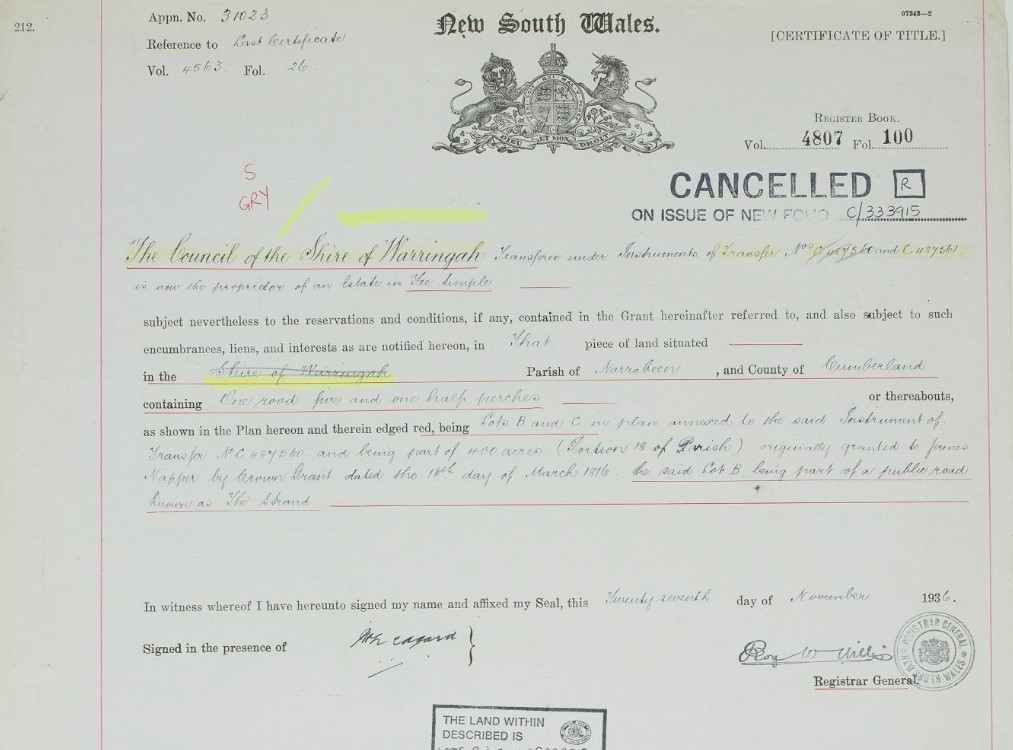 212.
Appn. No. 31023
Reference to Last Certificate
Vol. 4563. Fol. 26.
New South Wales.
07343—2
[CERTIFICATE OF TITLE.]
DIEU ET MON DROIT
REGISTER BOOK.
Vol. 4807 Fol. 100
CANCELLED R
ON ISSUE OF NEW FOLIO C/333915
S
GRY
The Council of the Shire of Warringah Transferee under Instruments of Transfer Nos and C 487561
is now the proprietor of an Estate in Fee Simple
subject nevertheless to the reservations and conditions, if any, contained in the Grant hereinafter referred to, and also subject to such
encumbrances, liens, and interests as are notified hereon, in That piece of land situated
in the Shire of Warringah Parish of Narrabeen, and County of Cumberland
containing One rood five and one half perches or thereabouts,
as shown in the Plan hereon and therein edged red, being Lots B and C in plan annexed to the said Instrument of
Transfer No C 487560 and being part of 400 acres (Portion 18 of Parish) originally granted to James
Napper by Crown Grant dated the day of March 1816. the said Lot B being part of a public road
known as The Strand
In witness whereof I have hereunto signed my name and affixed my Seal, this Twenty seventh day of November 1936.
Signed in the presence of
Registrar General.
REGISTRAR GENERAL NEW SOUTH WALES
THE LAND WITHIN
DESCRIBED IS